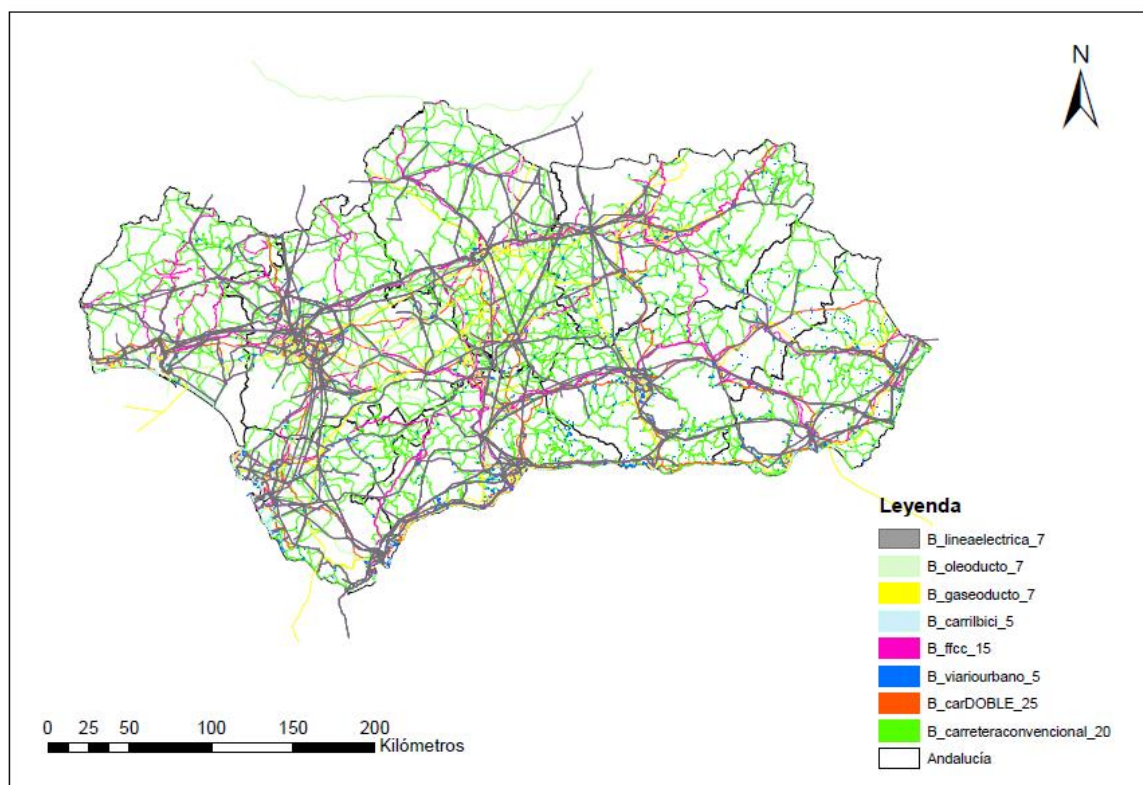 N
Leyenda
B_lineaelectrica_7
B_oleoducto_7
B_gaseoducto_7
B_carrilbici_5
B_ffcc_15
B_viariourbano_5
B_carDOBLE_25
B_carreteraconvencional_20
Andalucía
0 25 50 100 150 200
Kilómetros